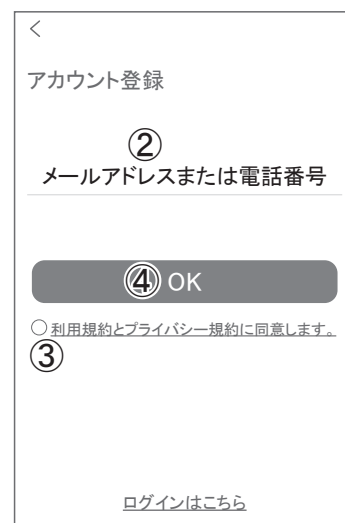 <
アカウント登録
②
メールアドレスまたは電話番号
④ OK
○利用規約とプライバシー規約に同意します。
③
ログインはこちら